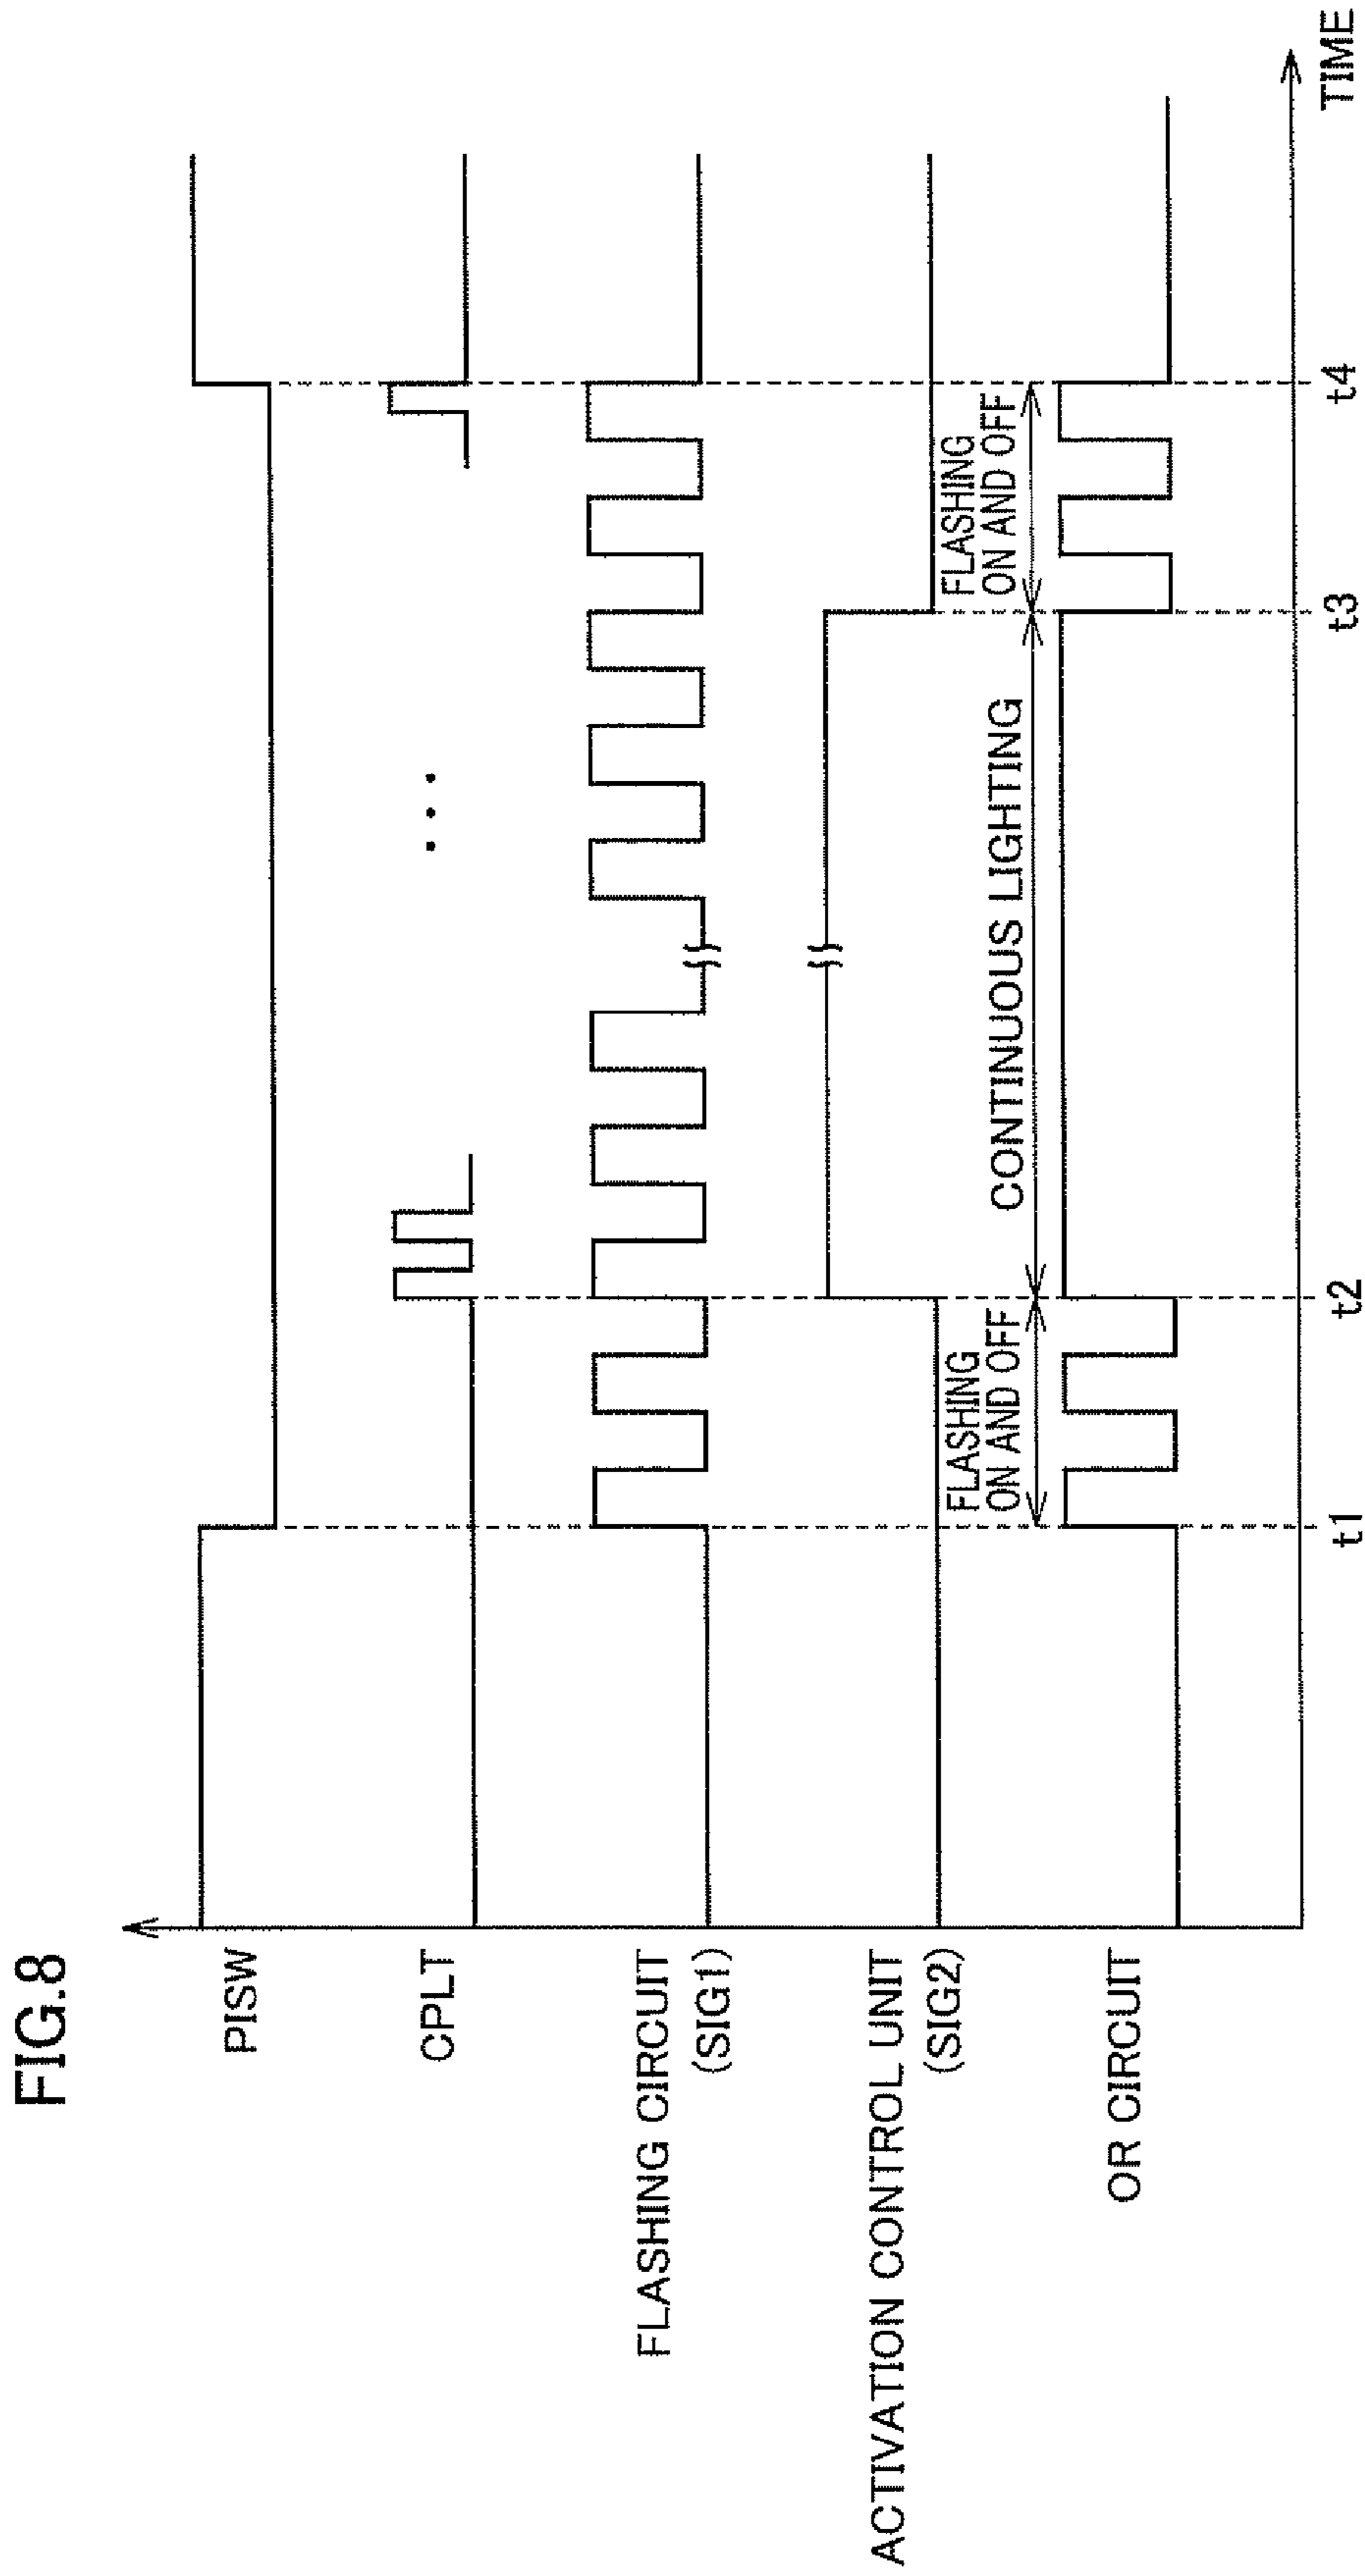 FIG.8
PISW
CPLT
FLASHING CIRCUIT
(SIG1)
ACTIVATION CONTROL UNIT
(SIG2)
FLASHING
ON AND OFF
CONTINUOUS LIGHTING
FLASHING
ON AND OFF
OR CIRCUIT
t1
t2
t3
t4
TIME